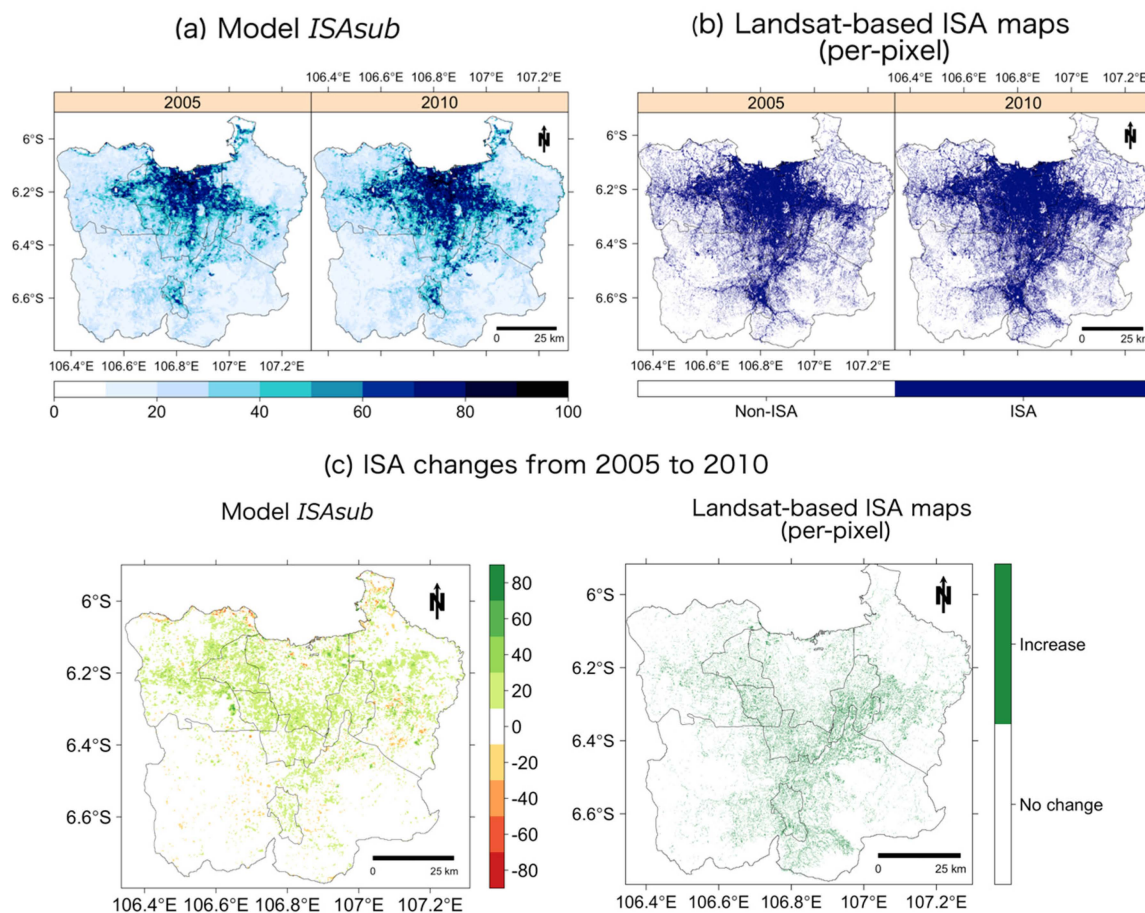 (a) Model ISAsub
(b) Landsat-based ISA maps
(per-pixel)
106.4°E 106.6°E 106.8°E 107°E 107.2°E
106.4°E 106.6°E 106.8°E 107°E 107.2°E
2005 2010
2005 2010
6°S
6.2°S
6.4°S
6.6°S
N
0 25 km
6°S
6.2°S
6.4°S
6.6°S
N
0 25 km
106.4°E 106.6°E 106.8°E 107°E 107.2°E
106.4°E 106.6°E 106.8°E 107°E 107.2°E
0 20 40 60 80 100
Non-ISA ISA
(c) ISA changes from 2005 to 2010
Model ISAsub
Landsat-based ISA maps
(per-pixel)
6°S
6.2°S
6.4°S
6.6°S
N
0 25 km
80
60
40
20
0
-20
-40
-60
-80
106.4°E 106.6°E 106.8°E 107°E 107.2°E
6°S
6.2°S
6.4°S
6.6°S
N
0 25 km
Increase
No change
106.4°E 106.6°E 106.8°E 107°E 107.2°E